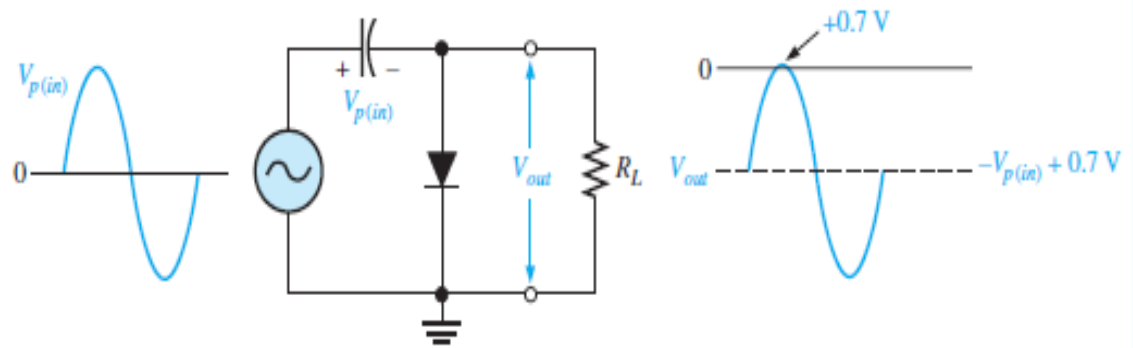 V_p(in)
0
+ −
V_p(in)
V_out
R_L
+0.7 V
0
V_out
−V_p(in) + 0.7 V